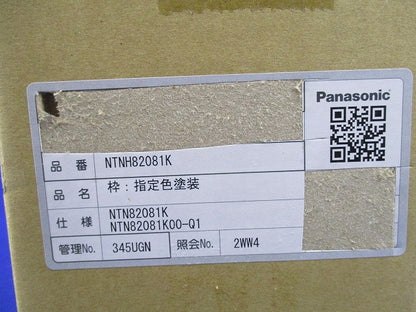 Panasonic
品番 NTNH82081K
品名 枠:指定色塗装
仕様 NTN82081K
NTN82081K00-Q1
管理No. 345UGN 照会No. 2WW4